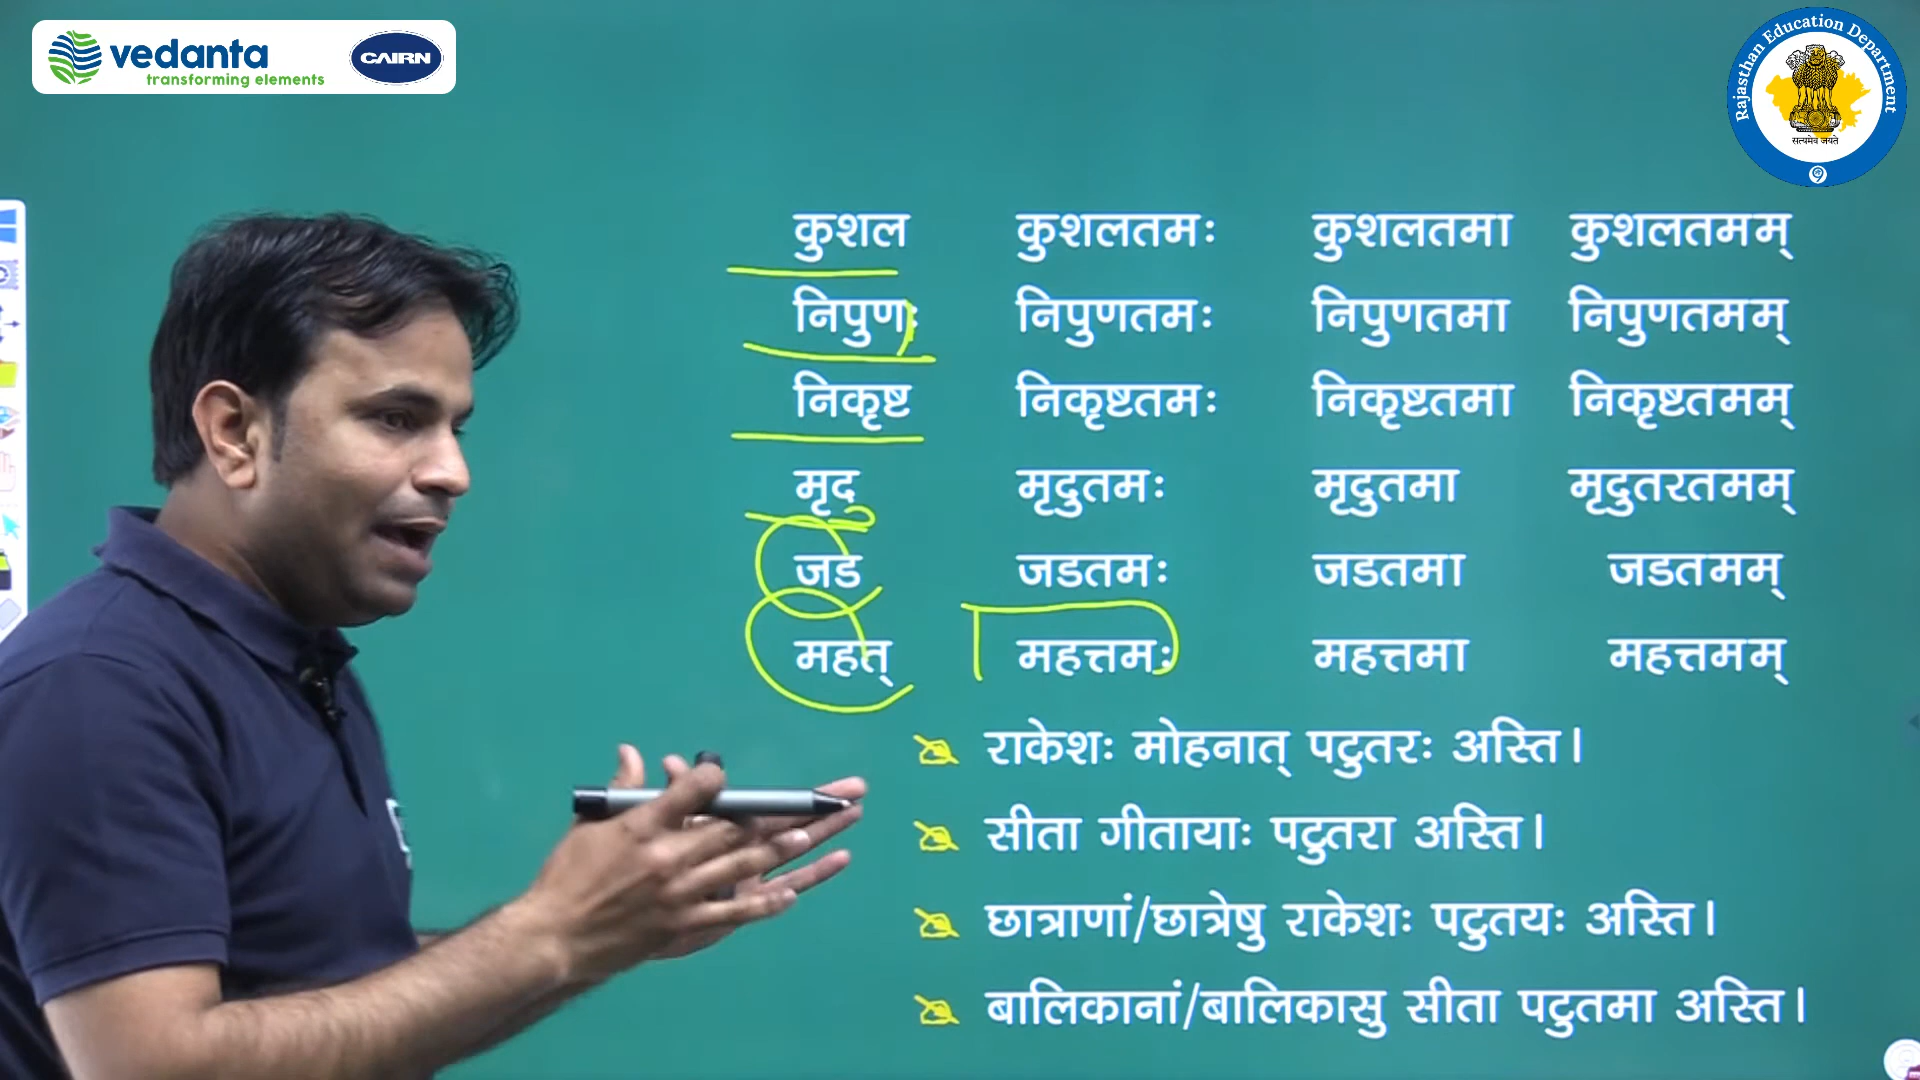 vedanta
transforming elements
CAIRN
Rajasthan Education Department
सत्यमेव जयते
कुशल कुशलतमः कुशलतमा कुशलतमम्
निपुणः निपुणतमः निपुणतमा निपुणतमम्
निकृष्ट निकृष्टतमः निकृष्टतमा निकृष्टतमम्
मृदु मृदुतमः मृदुतमा मृदुतरतमम्
जड जडतमः जडतमा जडतमम्
महत् महत्तमः महत्तमा महत्तमम्
राकेशः मोहनात् पटुतरः अस्ति।
सीता गीतायाः पटुतरा अस्ति।
छात्राणां/छात्रेषु राकेशः पटुतयः अस्ति।
बालिकानां/बालिकासु सीता पटुतमा अस्ति।